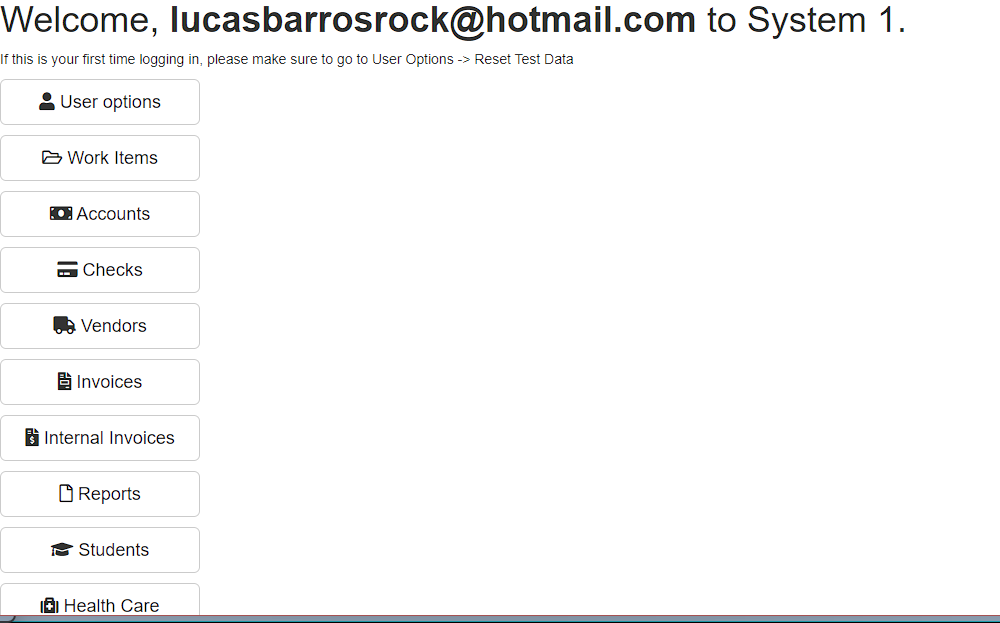 Welcome, lucasbarrosrock@hotmail.com to System 1.
If this is your first time logging in, please make sure to go to User Options -> Reset Test Data
User options
Work Items
Accounts
Checks
Vendors
Invoices
Internal Invoices
Reports
Students
Health Care